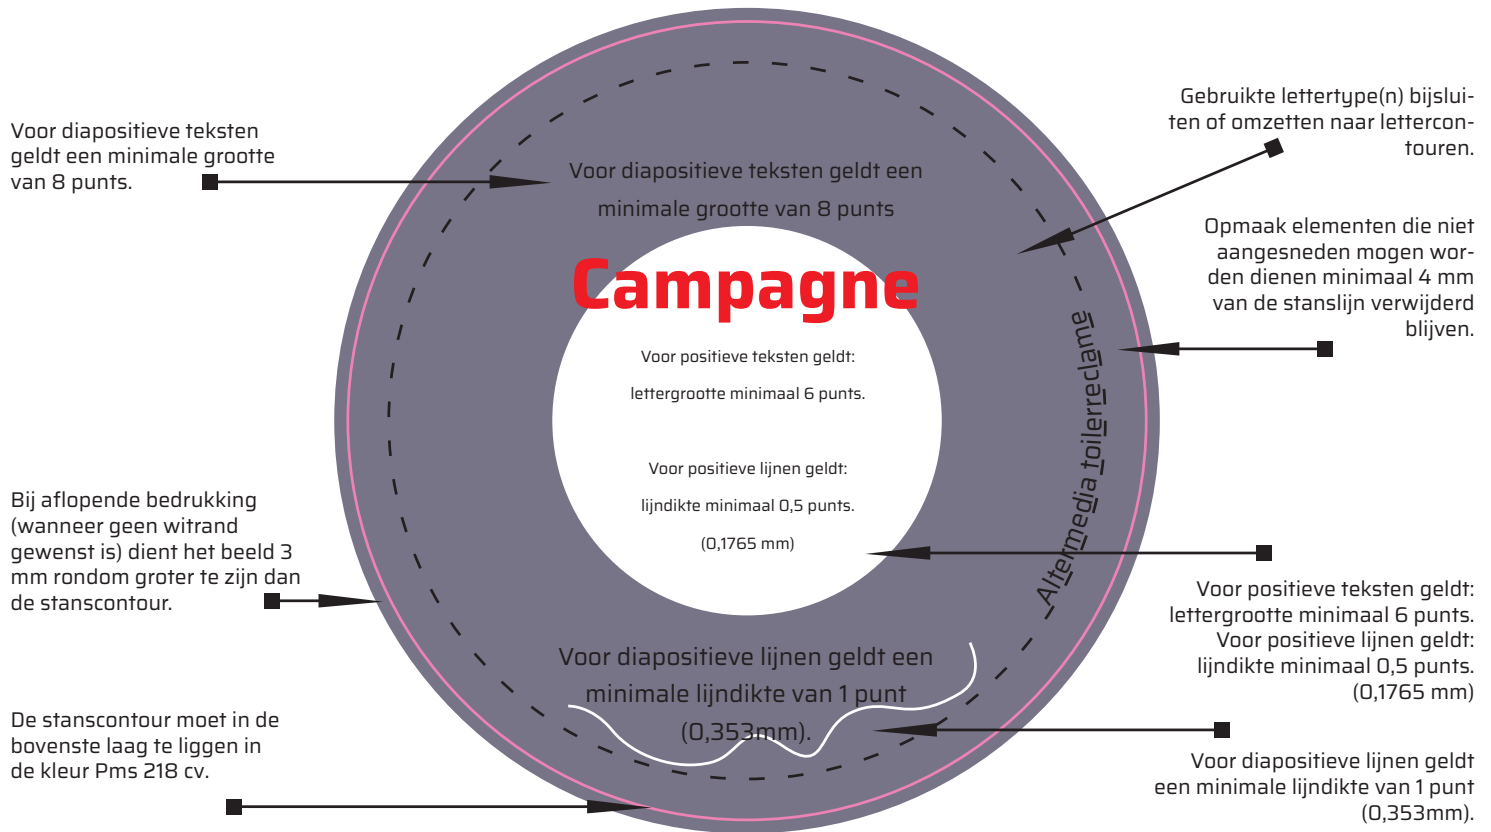 Voor diapositieve teksten
geldt een minimale grootte
van 8 punts.
Bij aflopende bedrukking
(wanneer geen witrand
gewenst is) dient het beeld 3
mm rondom groter te zijn dan
de stanscontour.
De stanscontour moet in de
bovenste laag te liggen in
de kleur Pms 218 cv.
Voor diapositieve teksten geldt een
minimale grootte van 8 punts
Campagne
Voor positieve teksten geldt:
lettergrootte minimaal 6 punts.
Voor positieve lijnen geldt:
lijndikte minimaal 0,5 punts.
(0,1765 mm)
Voor diapositieve lijnen geldt een
minimale lijndikte van 1 punt
(0,353mm).
Altermedia toilerreclame
Gebruikte lettertype(n) bijslui-
ten of omzetten naar lettercon-
touren.
Opmaak elementen die niet
aangesneden mogen wor-
den dienen minimaal 4 mm
van de stanslijn verwijderd
blijven.
Voor positieve teksten geldt:
lettergrootte minimaal 6 punts.
Voor positieve lijnen geldt:
lijndikte minimaal 0,5 punts.
(0,1765 mm)
Voor diapositieve lijnen geldt
een minimale lijndikte van 1 punt
(0,353mm).